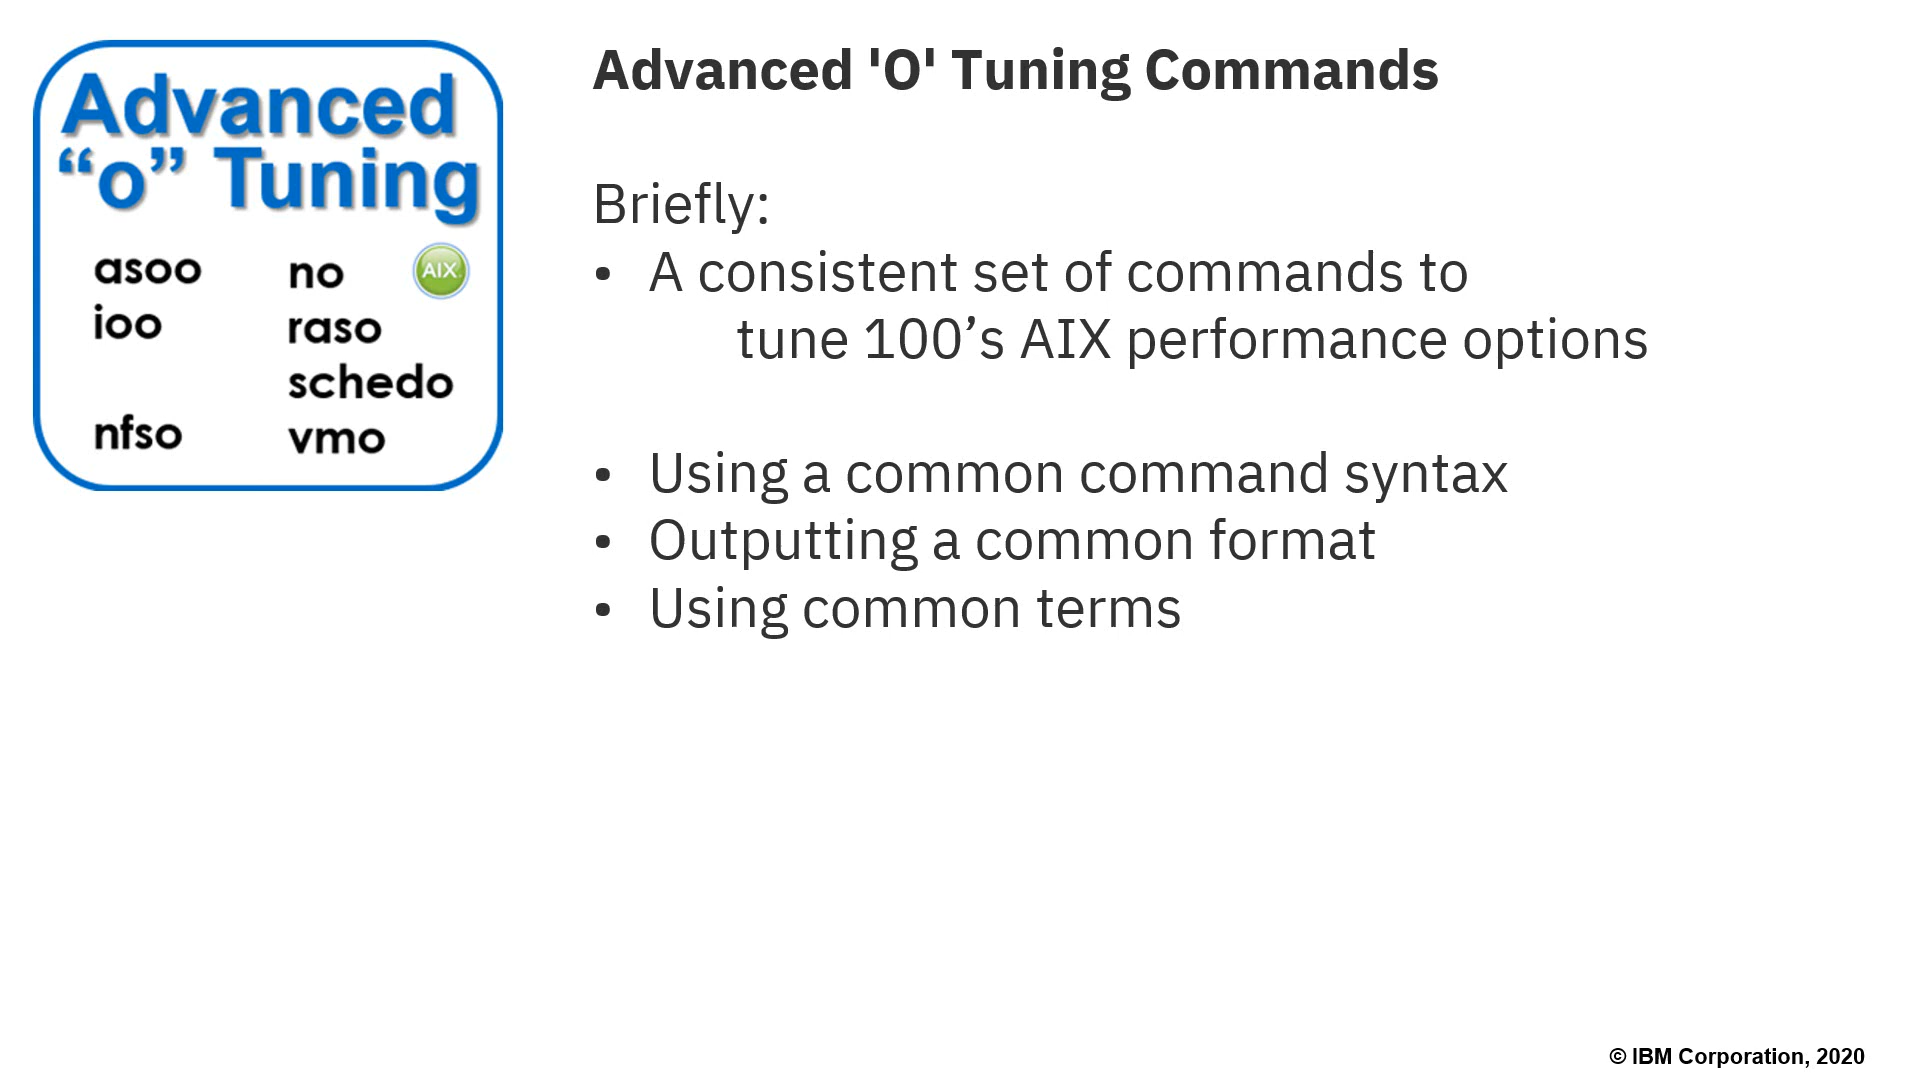 Advanced
“o” Tuning
asoo
no
AIX
ioo
raso
schedo
nfso
vmo
Advanced 'O' Tuning Commands
Briefly:
• A consistent set of commands to
tune 100’s AIX performance options
• Using a common command syntax
• Outputting a common format
• Using common terms
© IBM Corporation, 2020